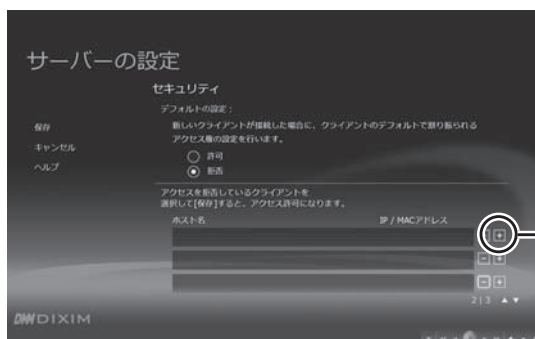 サーバーの設定
セキュリティ
デフォルトの設定：
新しいクライアントが接続した場合に、クライアントのデフォルトで割り振られる
アクセス権の設定を行います。
許可
拒否
保存
キャンセル
ヘルプ
アクセスを拒否しているクライアントを
選択して[保存]すると、アクセス許可になります。
ホスト名 IP / MACアドレス
2|3
DIXIM